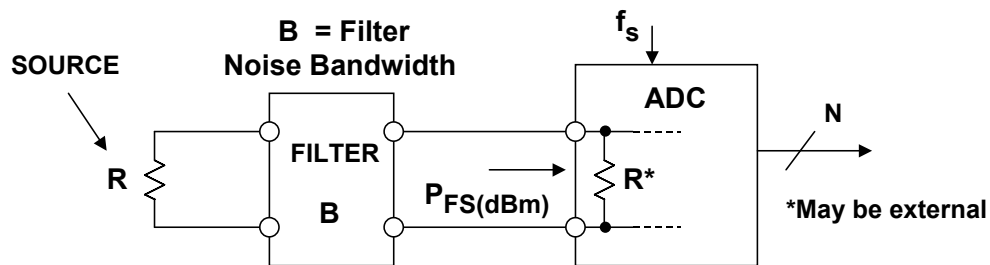 B = Filter
Noise Bandwidth
SOURCE
R
FILTER
B
P_FS(dBm)
f_s
ADC
R*
N
*May be external